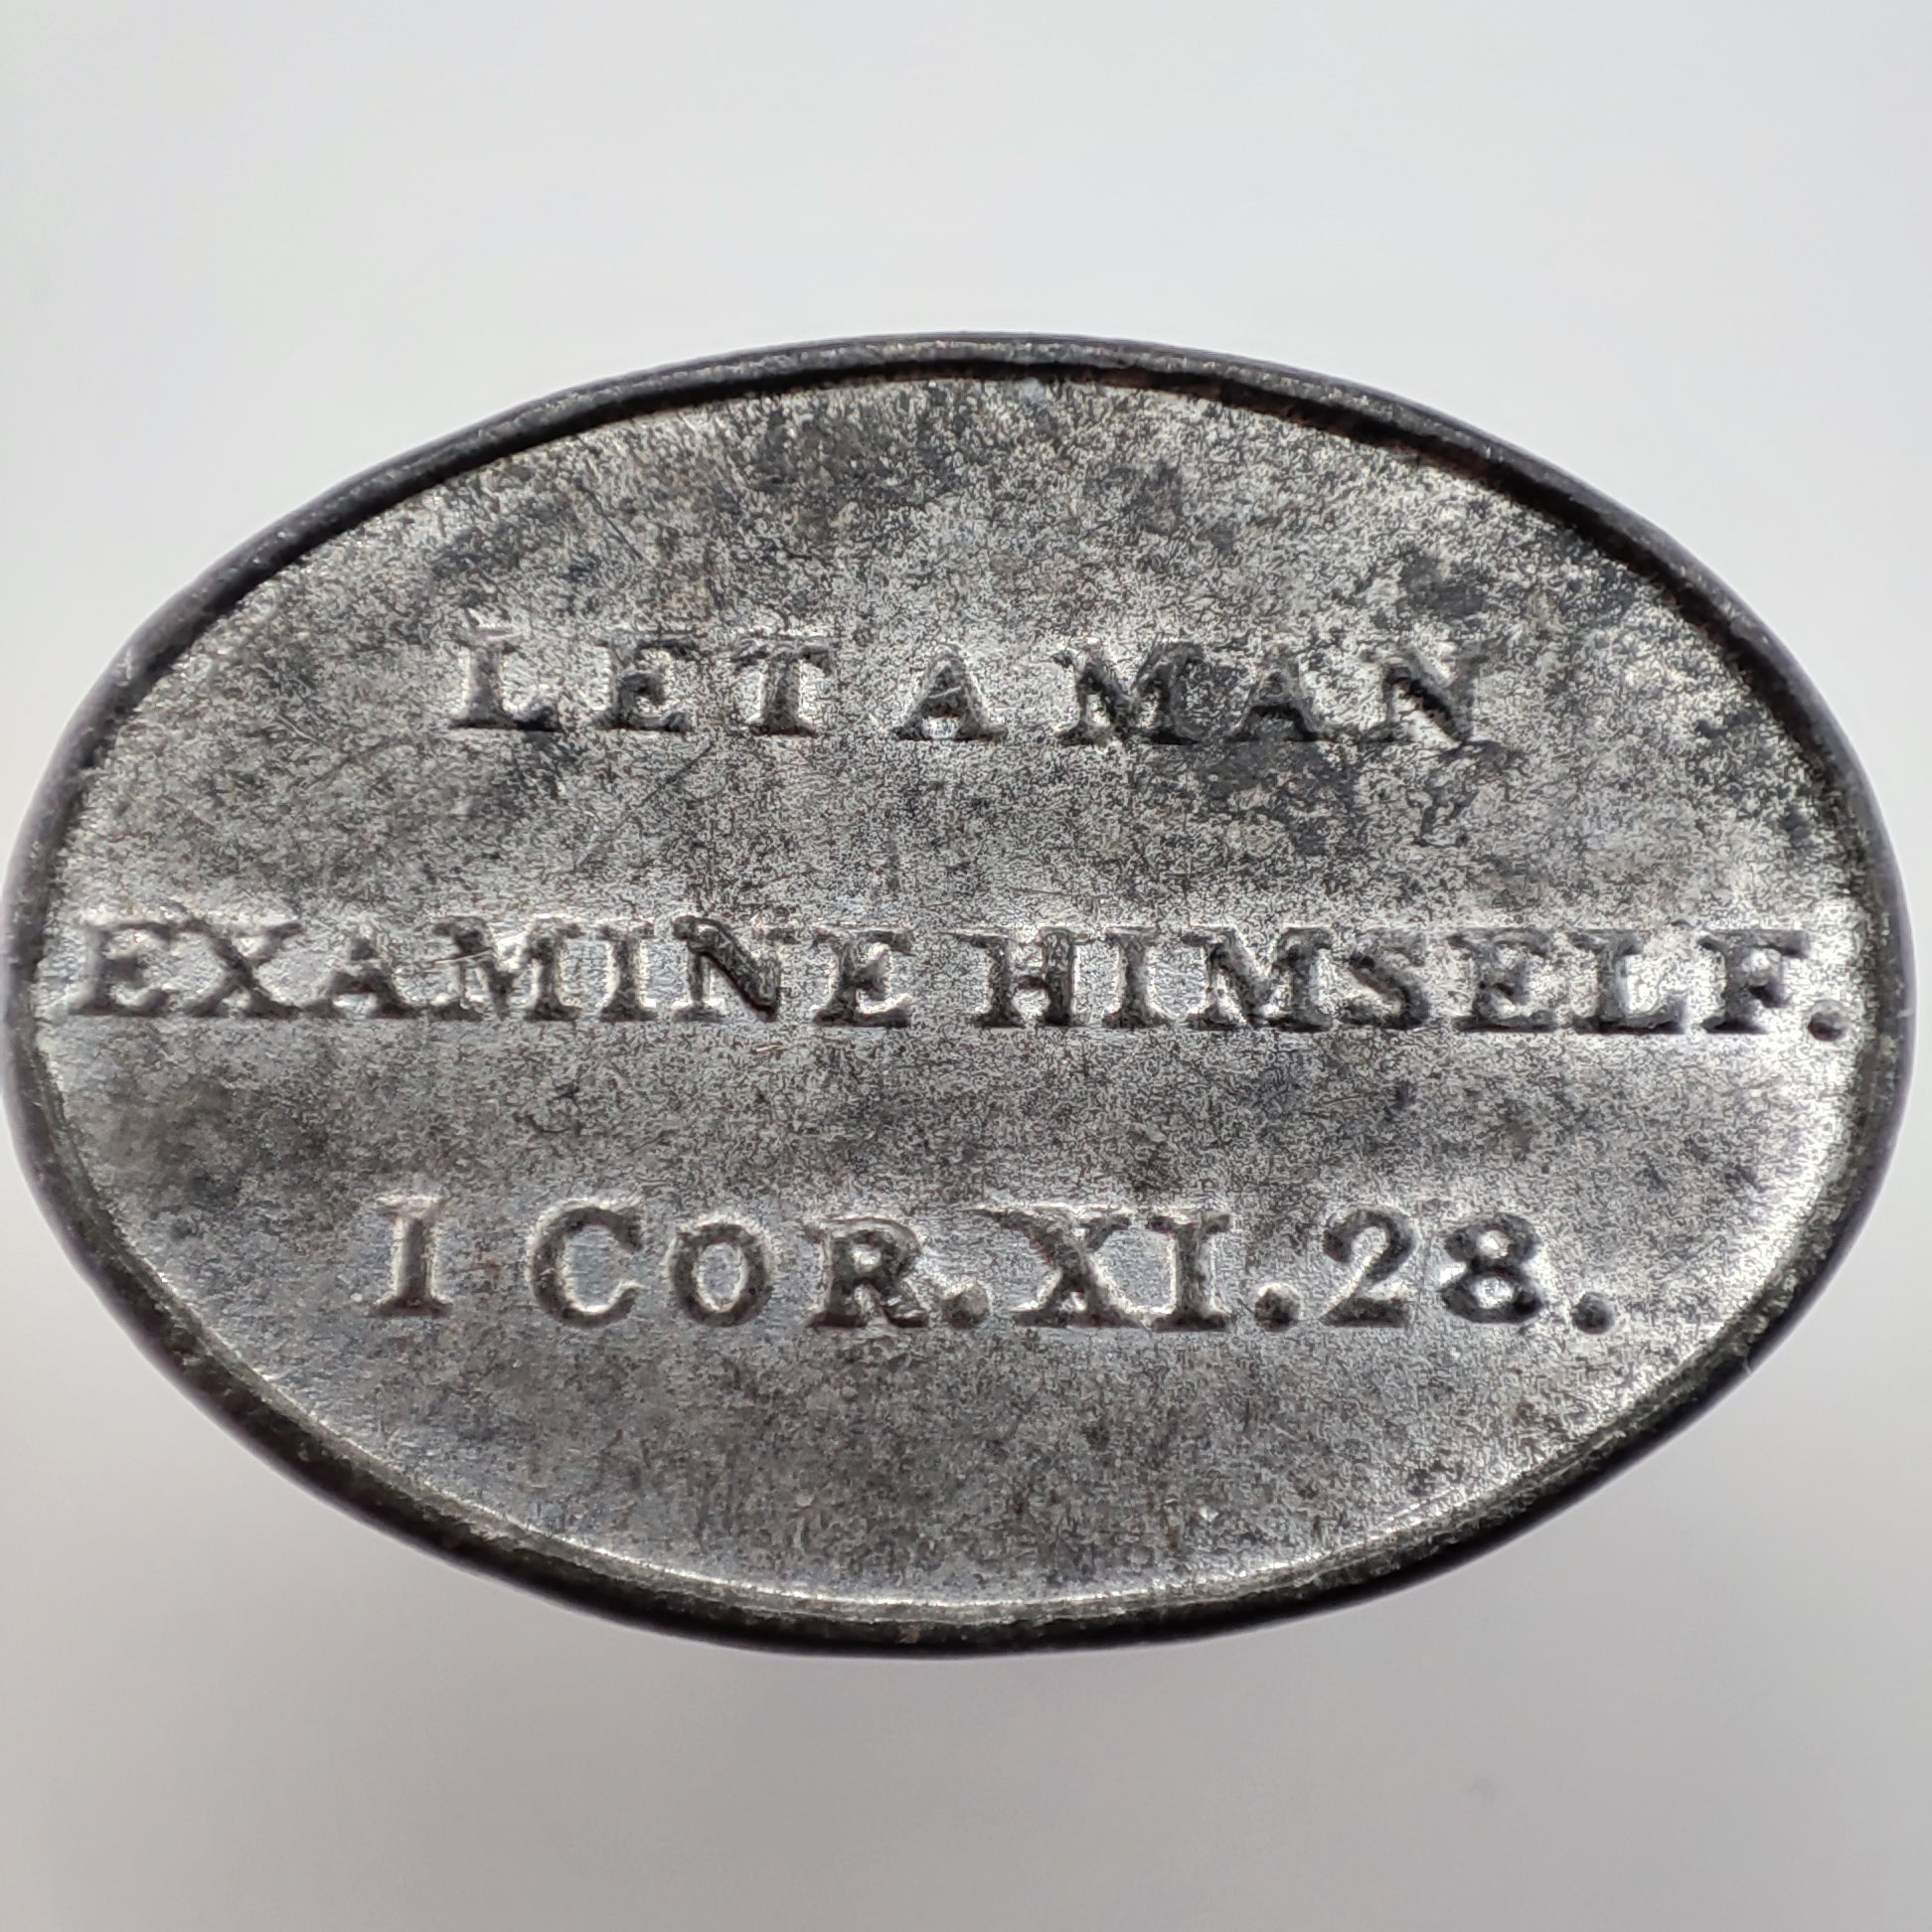 LET A MAN
EXAMINE HIMSELF.
I COR. XI. 28.